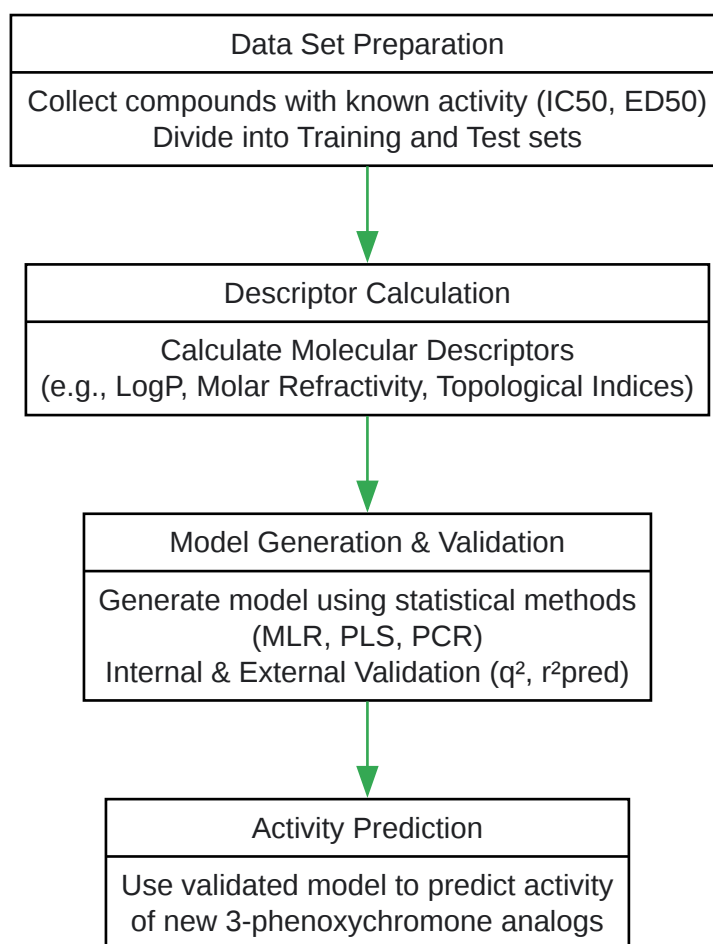 Data Set Preparation
Collect compounds with known activity (IC50, ED50)
Divide into Training and Test sets
Descriptor Calculation
Calculate Molecular Descriptors
(e.g., LogP, Molar Refractivity, Topological Indices)
Model Generation & Validation
Generate model using statistical methods
(MLR, PLS, PCR)
Internal & External Validation (q², r²pred)
Activity Prediction
Use validated model to predict activity
of new 3-phenoxychromone analogs